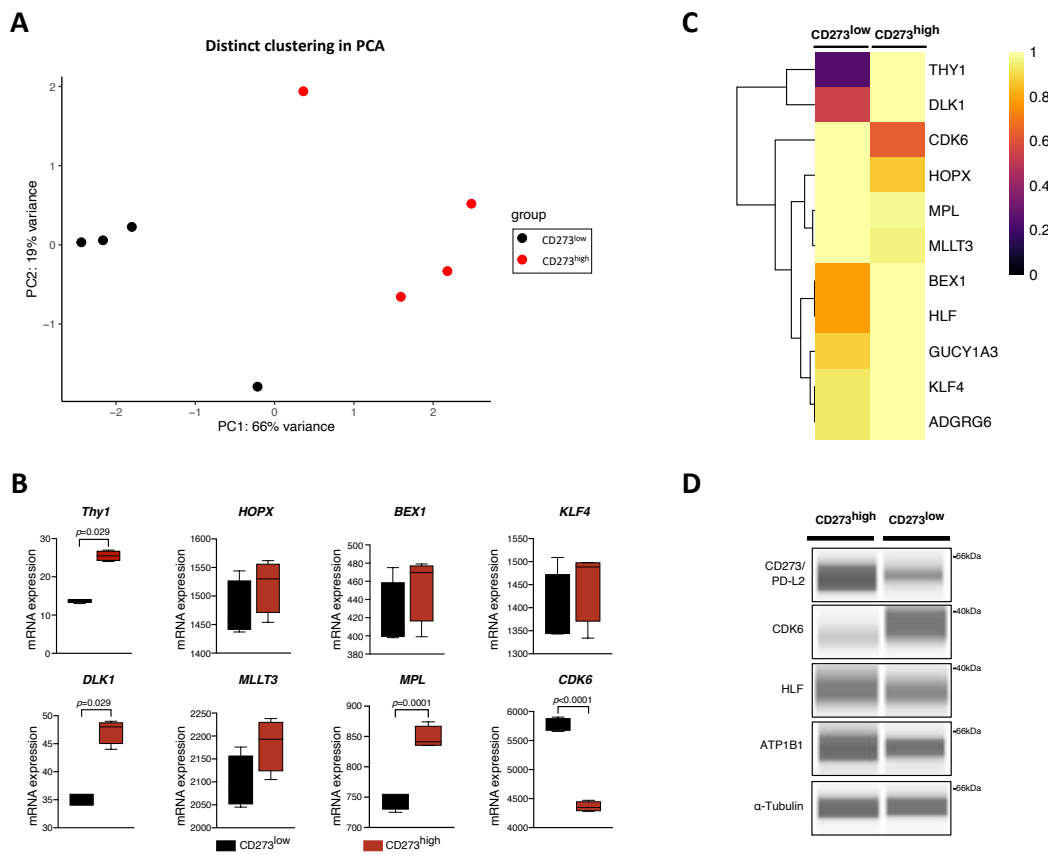 A
Distinct clustering in PCA
2
1
0
−1
−2
−1
0
1
2
PC2: 19% variance
PC1: 66% variance
group
CD273low
CD273high
C
CD273low CD273high
THY1
DLK1
CDK6
HOPX
MPL
MLLT3
BEX1
HLF
GUCY1A3
KLF4
ADGRG6
1
0.8
0.6
0.4
0.2
0
B
Thy1
p=0.029
mRNA expression
30
20
10
0
HOPX
mRNA expression
1600
1550
1500
1450
1400
BEX1
mRNA expression
500
480
460
440
420
400
380
KLF4
mRNA expression
1550
1500
1450
1400
1350
1300
DLK1
p=0.029
mRNA expression
50
45
40
35
30
MLLT3
mRNA expression
2250
2200
2150
2100
2050
2000
MPL
p=0.0001
mRNA expression
900
850
800
750
700
CDK6
p<0.0001
mRNA expression
6000
5500
5000
4500
4000
CD273low CD273high
D
CD273high CD273low
CD273/
PD-L2
-66kDa
CDK6
-40kDa
HLF
-40kDa
ATP1B1
-66kDa
α-Tubulin
-66kDa